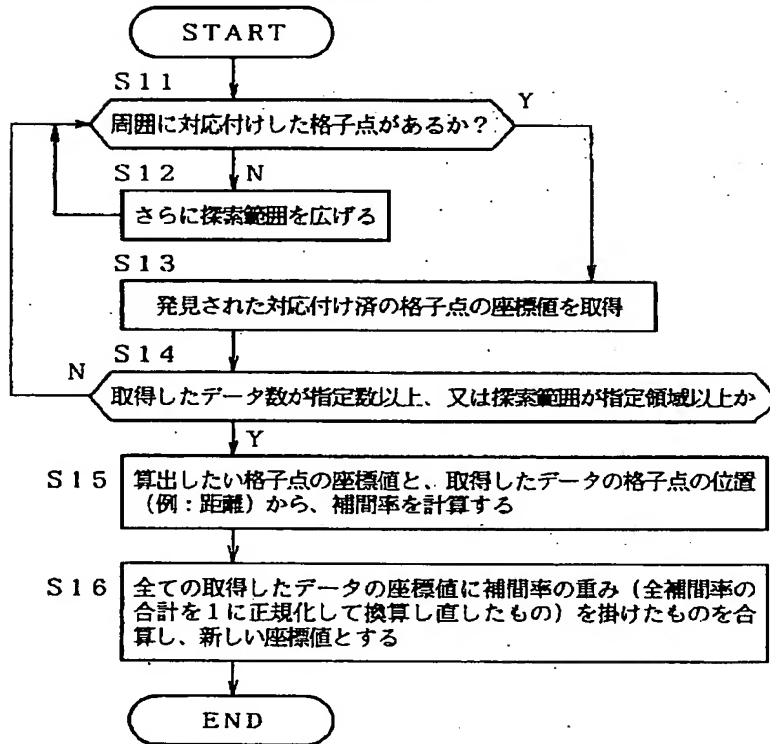 START
S11
周囲に対応付けした格子点があるか？
Y
S12
N
さらに探索範囲を広げる
S13
発見された対応付け済の格子点の座標値を取得
S14
N
取得したデータ数が指定数以上、又は探索範囲が指定領域以上か
Y
S15
算出したい格子点の座標値と、取得したデータの格子点の位置
（例：距離）から、補間率を計算する
S16
全ての取得したデータの座標値に補間率の重み（全補間率の
合計を1に正規化して換算し直したもの）を掛けたものを合
算し、新しい座標値とする
END